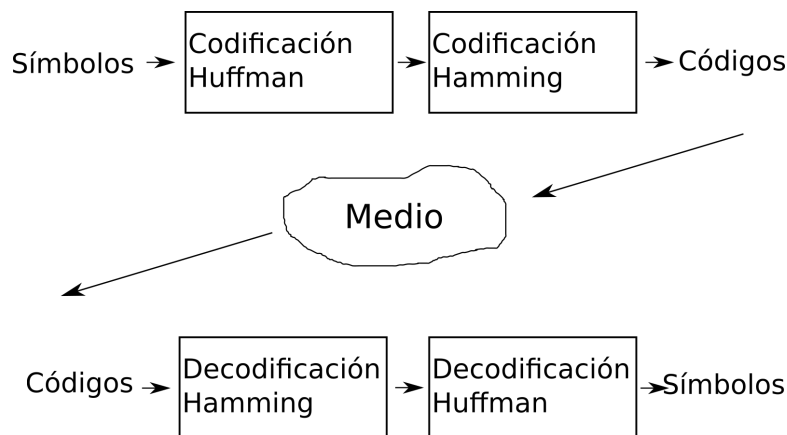 Símbolos
Codificación
Huffman
Codificación
Hamming
Códigos
Medio
Códigos
Decodificación
Hamming
Decodificación
Huffman
Símbolos